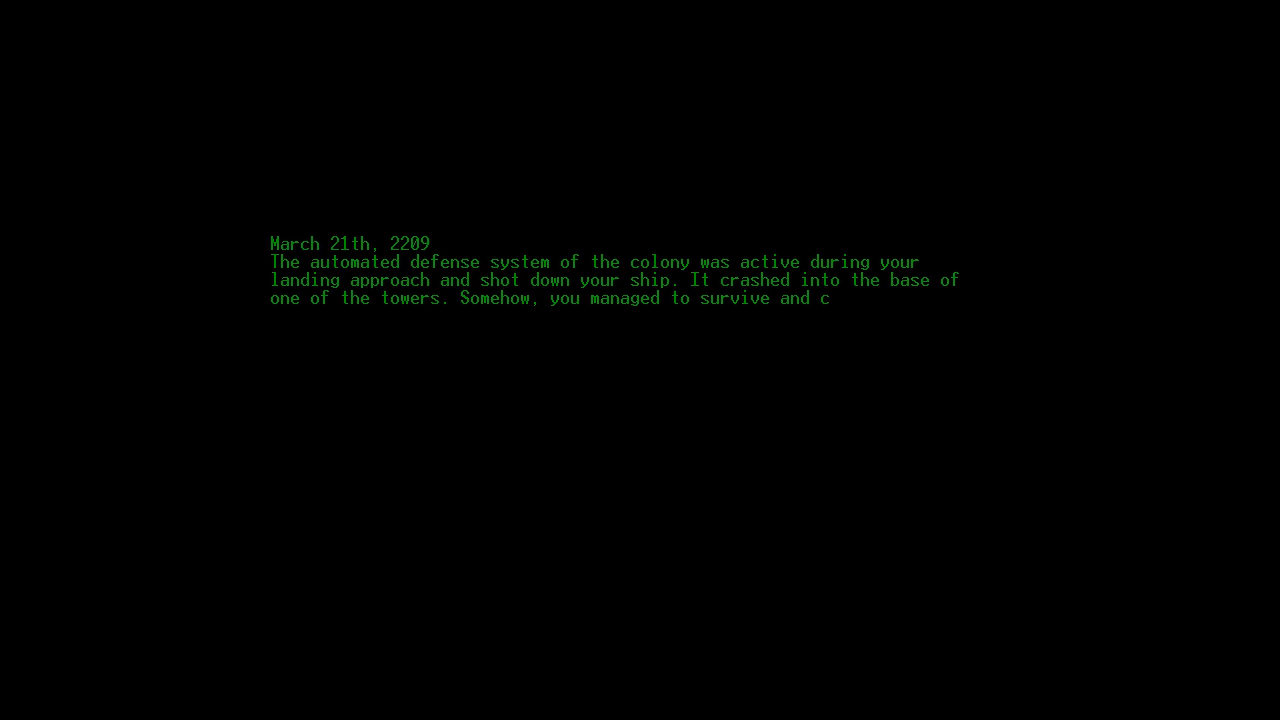 March 21th, 2209
The automated defense system of the colony was active during your
landing approach and shot down your ship. It crashed into the base of
one of the towers. Somehow, you managed to survive and c